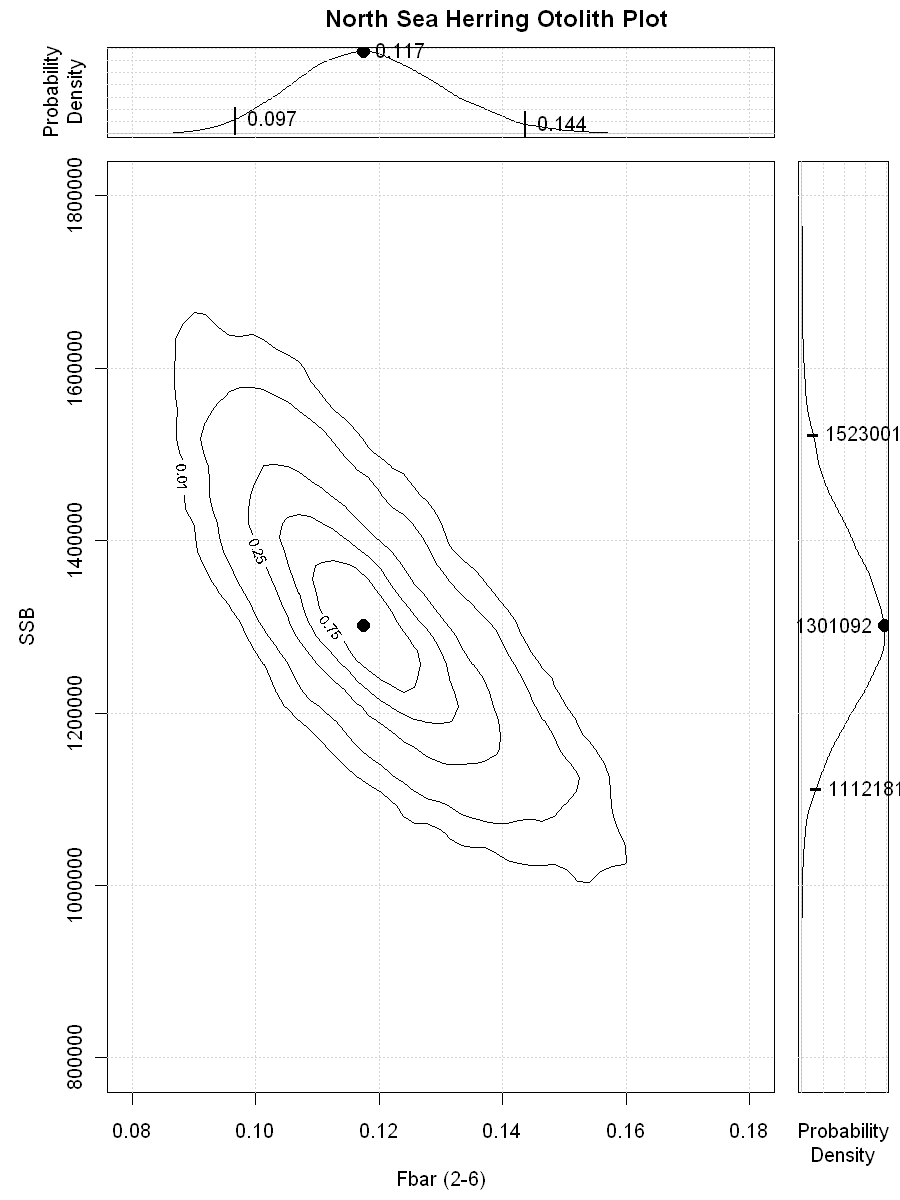 North Sea Herring Otolith Plot
Probability
Density
0.117
0.097
0.144
SSB
1800000
1600000
1400000
1200000
1000000
800000
0.01
0.25
0.75
1523001
1301092
1112181
0.08 0.10 0.12 0.14 0.16 0.18
Fbar (2-6)
Probability
Density